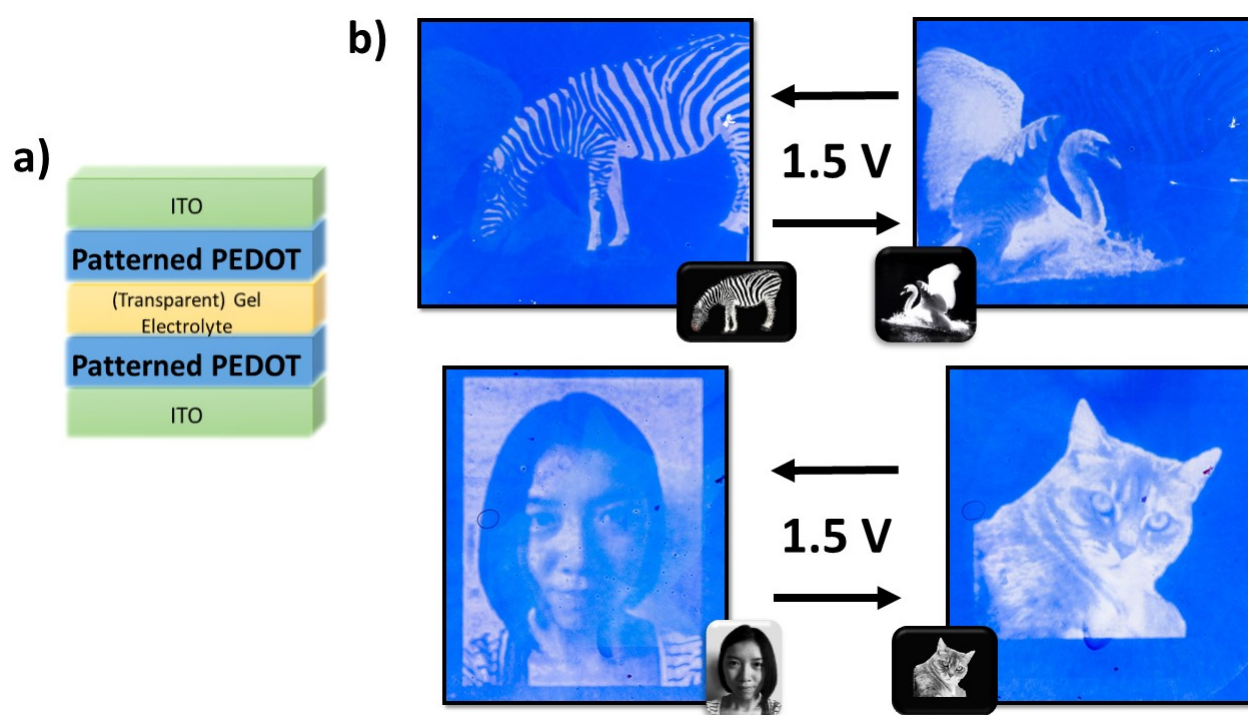 a)
ITO
Patterned PEDOT
(Transparent) Gel
Electrolyte
Patterned PEDOT
ITO
b)
1.5 V
1.5 V